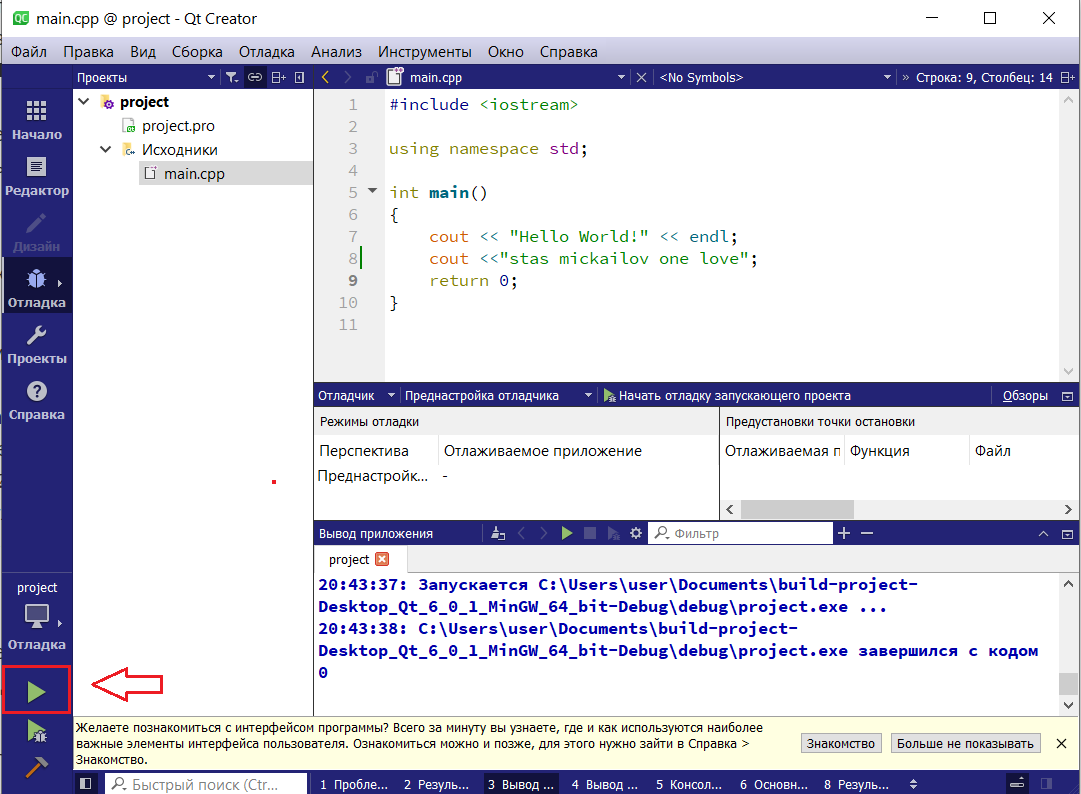 main.cpp @ project - Qt Creator
Файл Правка Вид Сборка Отладка Анализ Инструменты Окно Справка
Проекты main.cpp <No Symbols> » Строка: 9, Столбец: 14
Начало
Редактор
Дизайн
Отладка
Проекты
Справка
project
project.pro
Исходники
main.cpp
1 #include <iostream>
2
3 using namespace std;
4
5 int main()
6 {
7 cout << "Hello World!" << endl;
8 cout <<"stas mickailov one love";
9 return 0;
10 }
11
Отладчик Преднастройка отладчика Начать отладку запускающего проекта Обзоры
Режимы отладки
Перспектива Отлаживаемое приложение
Преднастройк... -
Предустановки точки остановки
Отлаживаемая п Функция Файл
Вывод приложения Фильтр
project
20:43:37: Запускается C:\Users\user\Documents\build-project-
Desktop_Qt_6_0_1_MinGW_64_bit-Debug\debug\project.exe ...
20:43:38: C:\Users\user\Documents\build-project-
Desktop_Qt_6_0_1_MinGW_64_bit-Debug\debug\project.exe завершился с кодом
0
project
Отладка
Желаете познакомиться с интерфейсом программы? Всего за минуту вы узнаете, где и как используются наиболее
важные элементы интерфейса пользователя. Ознакомиться можно и позже, для этого нужно зайти в Справка >
Знакомство.
Знакомство Больше не показывать
Быстрый поиск (Ctr... 1 Пробле... 2 Резуль... 3 Вывод ... 4 Вывод ... 5 Консол... 6 Основн... 8 Резуль...